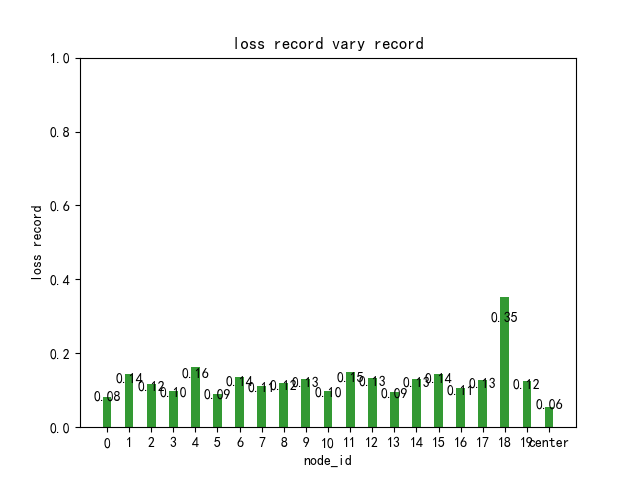 loss record vary record
1.0
0.8
0.6
0.4
0.2
0.0
loss record
0.08 0.14 0.12 0.10 0.16 0.09 0.14 0.11 0.12 0.13 0.10 0.15 0.13 0.09 0.13 0.14 0.11 0.13 0.35 0.12 0.06
0 1 2 3 4 5 6 7 8 9 10 11 12 13 14 15 16 17 18 19 center
node_id